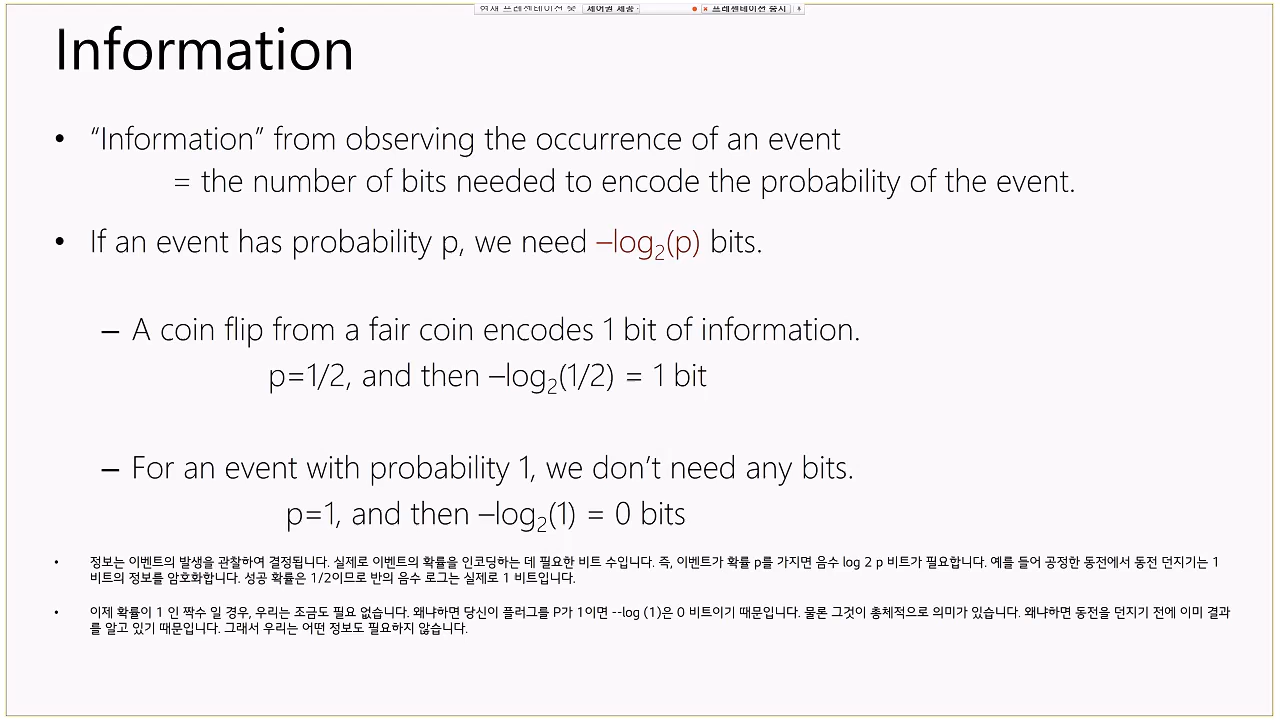 제어권 제공
프레젠테이션 중지
Information
• “Information” from observing the occurrence of an event
= the number of bits needed to encode the probability of the event.
• If an event has probability p, we need –log2(p) bits.
– A coin flip from a fair coin encodes 1 bit of information.
p=1/2, and then –log2(1/2) = 1 bit
– For an event with probability 1, we don’t need any bits.
p=1, and then –log2(1) = 0 bits
• 정보는 이벤트의 발생을 관찰하여 결정됩니다. 실제로 이벤트의 확률을 인코딩하는 데 필요한 비트 수입니다. 즉, 이벤트가 확률 p를 가지면 음수 log 2 p 비트가 필요합니다. 예를 들어 공정한 동전에서 동전 던지기는 1
비트의 정보를 암호화합니다. 성공 확률은 1/2이므로 반의 음수 로그는 실제로 1 비트입니다.
• 이제 확률이 1 인 짝수 일 경우, 우리는 조금도 필요 없습니다. 왜냐하면 당신이 플러그를 P가 1이면 --log (1)은 0 비트이기 때문입니다. 물론 그것이 총체적으로 의미가 있습니다. 왜냐하면 동전을 던지기 전에 이미 결과
를 알고 있기 때문입니다. 그래서 우리는 어떤 정보도 필요하지 않습니다.